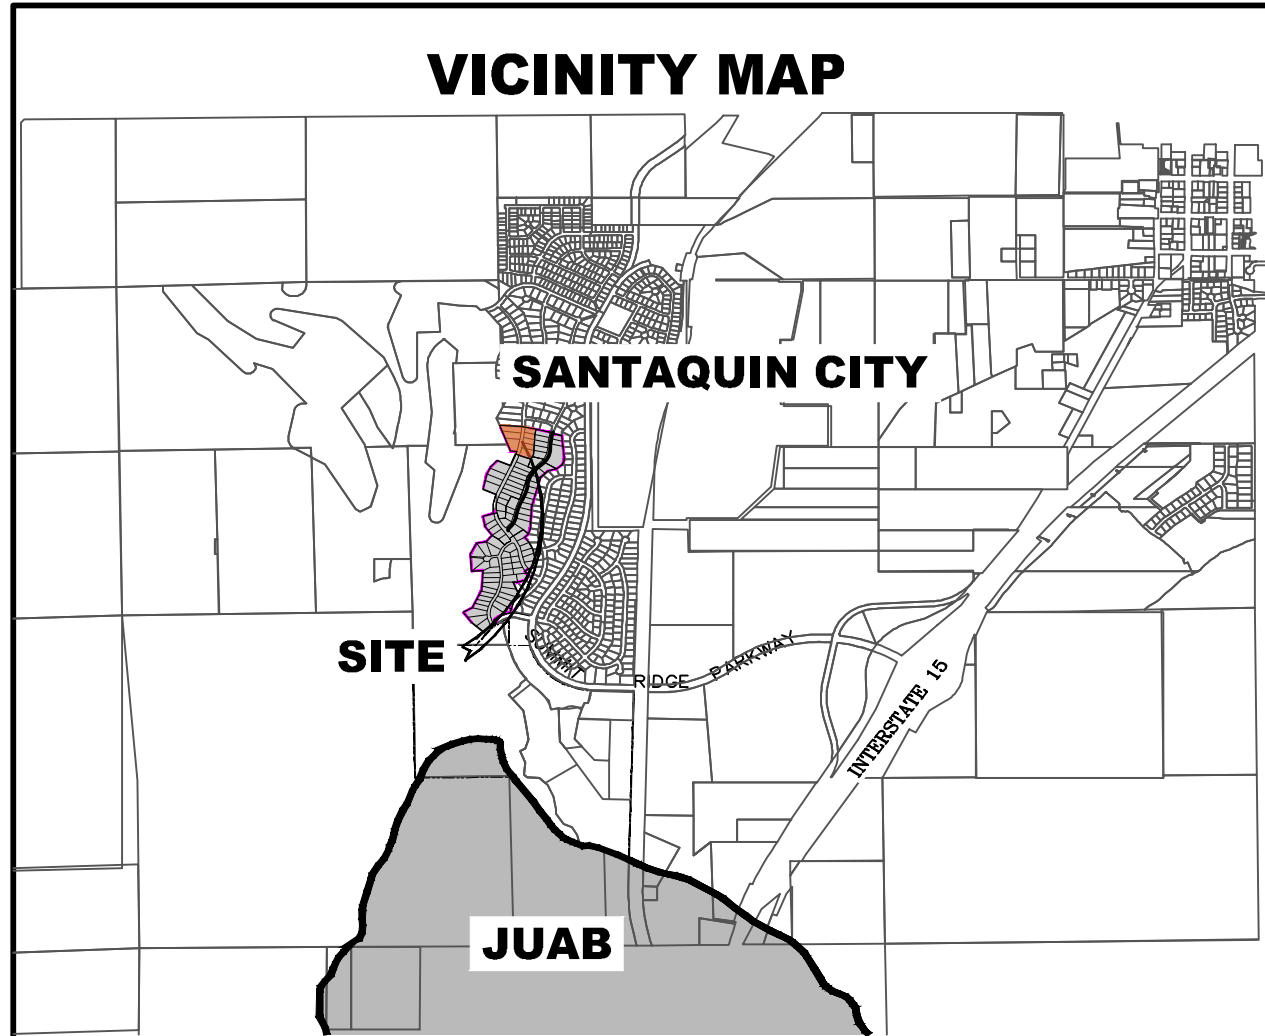 VICINITY MAP
SANTAQUIN CITY
SITE
SUMMIT RIDGE PARKWAY
INTERSTATE 15
JUAB